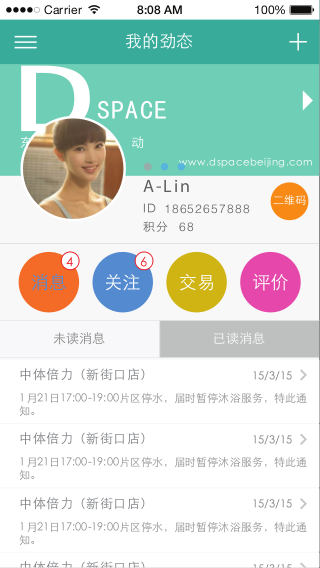 Carrier 8:08 AM 100%
我的劲态
D SPACE
动
www.dspacebeijing.com
A-Lin
ID 18652657888
积分 68
二维码
消息 4 关注 6 交易 评价
未读消息 已读消息
中体倍力（新街口店） 15/3/15
1月21日17:00-19:00片区停水，届时暂停沐浴服务，特此通
知。
中体倍力（新街口店） 15/3/15
1月21日17:00-19:00片区停水，届时暂停沐浴服务，特此通
知。
中体倍力（新街口店） 15/3/15
1月21日17:00-19:00片区停水，届时暂停沐浴服务，特此通
知。
中体倍力（新街口店） 15/3/15